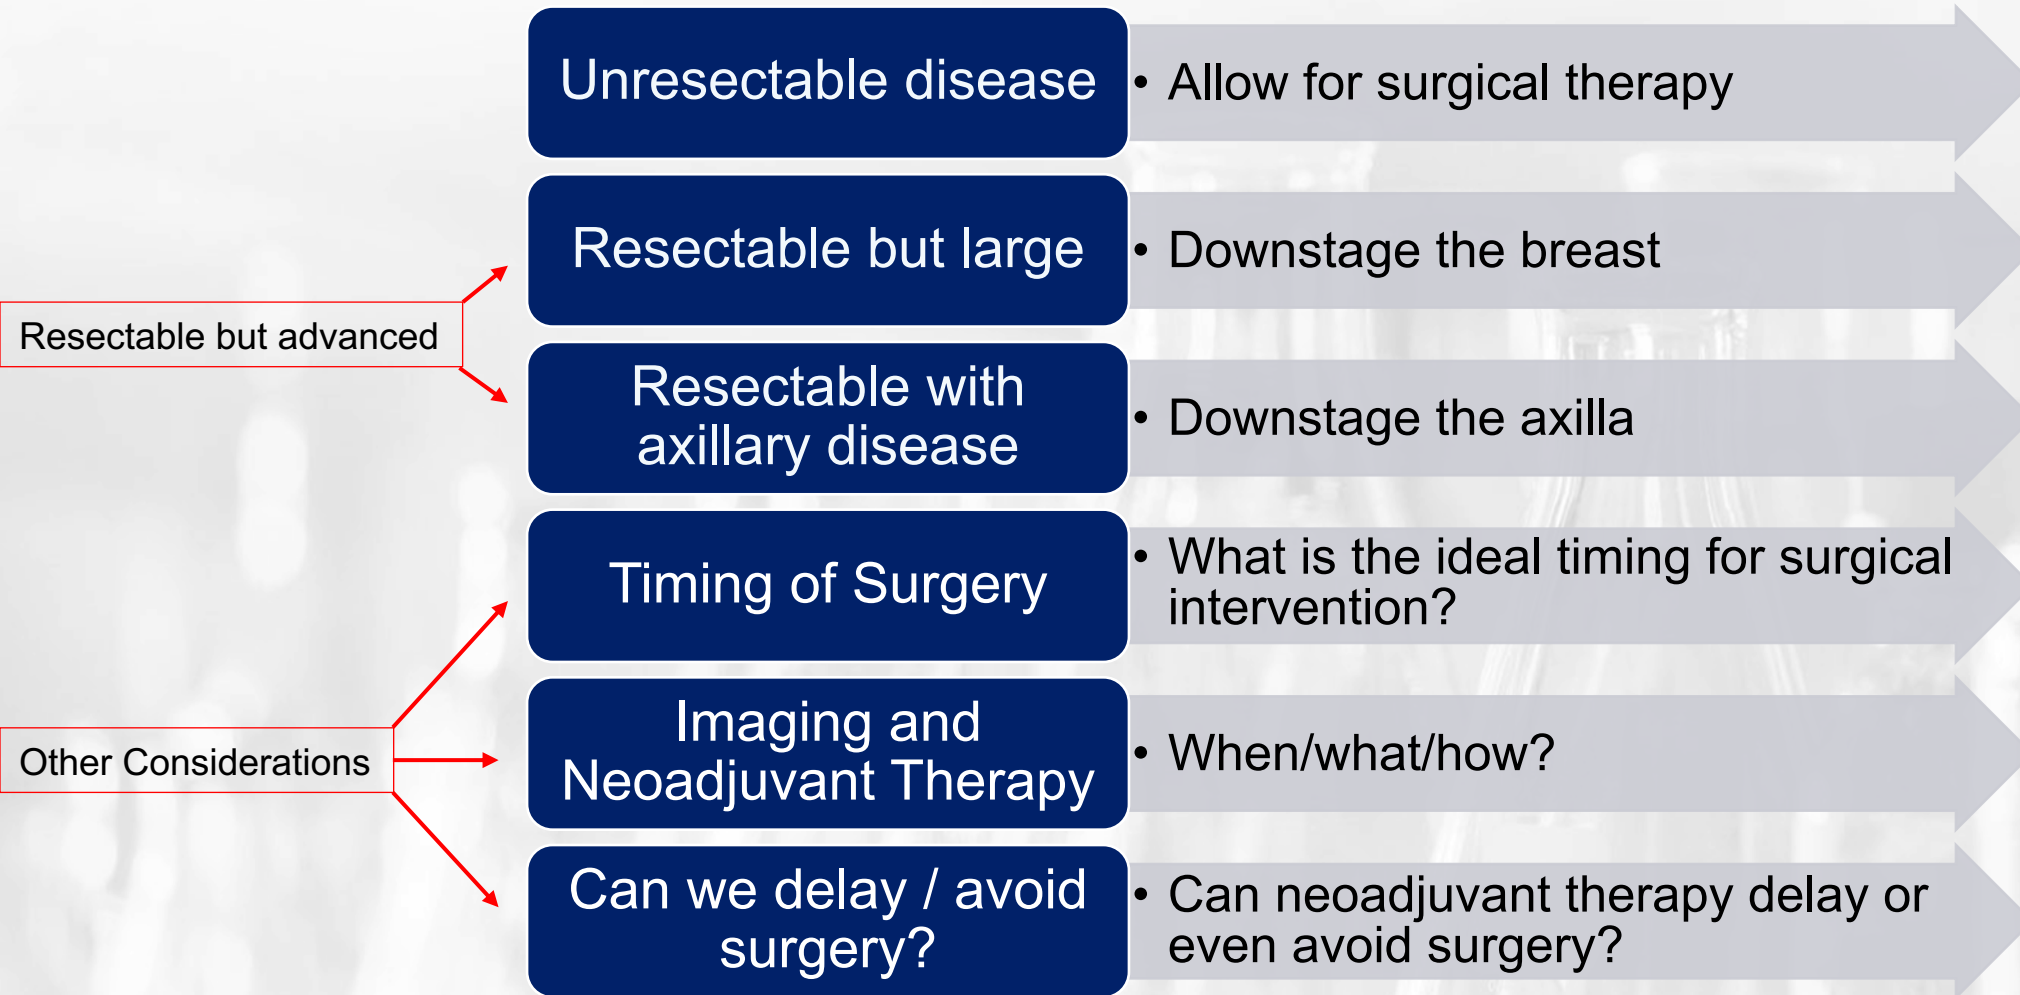 Unresectable disease
• Allow for surgical therapy
Resectable but large
• Downstage the breast
Resectable but advanced
Resectable with
axillary disease
• Downstage the axilla
Timing of Surgery
• What is the ideal timing for surgical
intervention?
Other Considerations
Imaging and
Neoadjuvant Therapy
• When/what/how?
Can we delay / avoid
surgery?
• Can neoadjuvant therapy delay or
even avoid surgery?